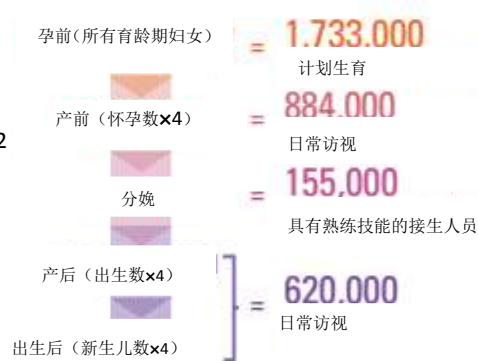 孕前(所有育龄期妇女)
= 1.733.000
计划生育
产前（怀孕数×4）
= 884.000
日常访视
2
分娩
= 155,000
具有熟练技能的接生人员
产后（出生数×4）
= 620.000
日常访视
出生后（新生儿数×4）